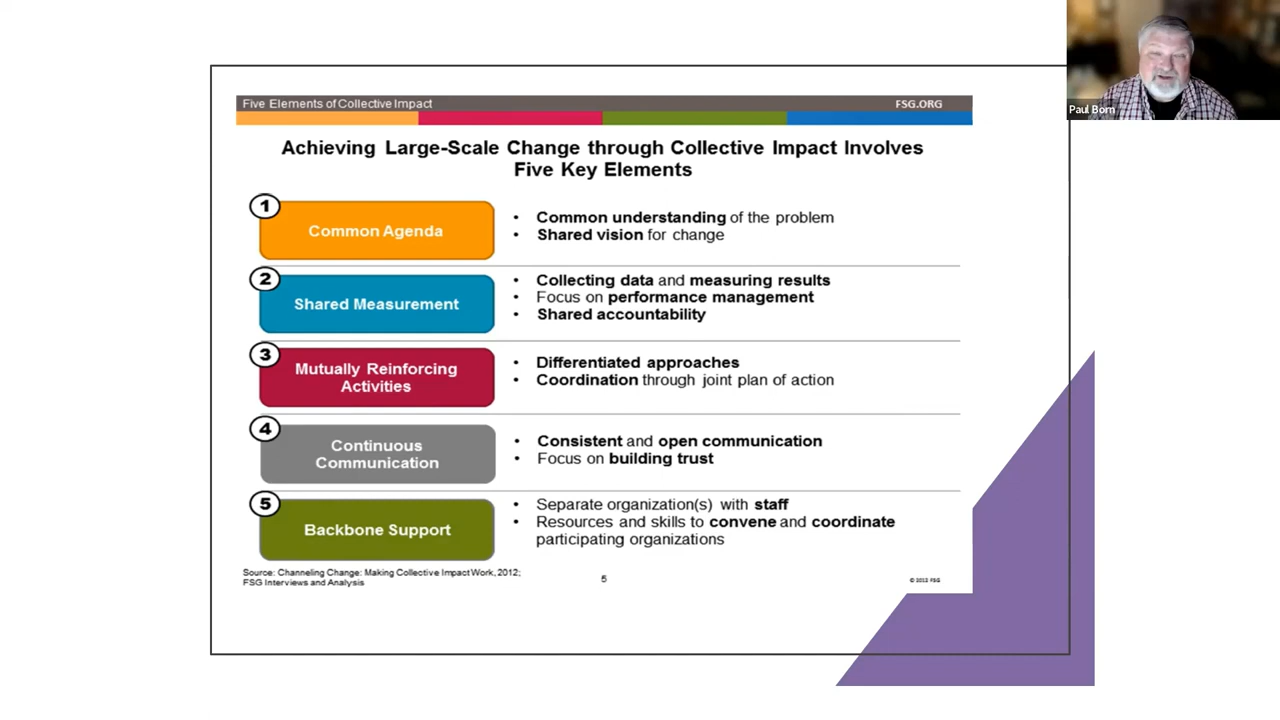 Paul Born
Five Elements of Collective Impact
FSG.ORG
Achieving Large-Scale Change through Collective Impact Involves
Five Key Elements
1
Common Agenda
• Common understanding of the problem
• Shared vision for change
2
Shared Measurement
• Collecting data and measuring results
• Focus on performance management
• Shared accountability
3
Mutually Reinforcing
Activities
• Differentiated approaches
• Coordination through joint plan of action
4
Continuous
Communication
• Consistent and open communication
• Focus on building trust
5
Backbone Support
• Separate organization(s) with staff
• Resources and skills to convene and coordinate
participating organizations
Source: Channeling Change: Making Collective Impact Work, 2012;
FSG Interviews and Analysis
5
© 2013 FSG